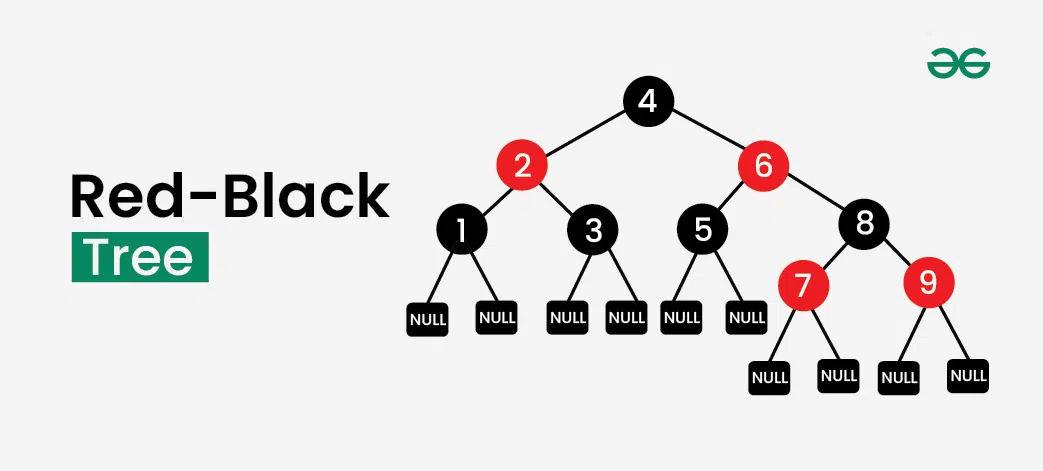 Red-Black
Tree
4
2
6
1
3
5
8
7
9
NULL
NULL
NULL
NULL
NULL
NULL
NULL
NULL
NULL
NULL